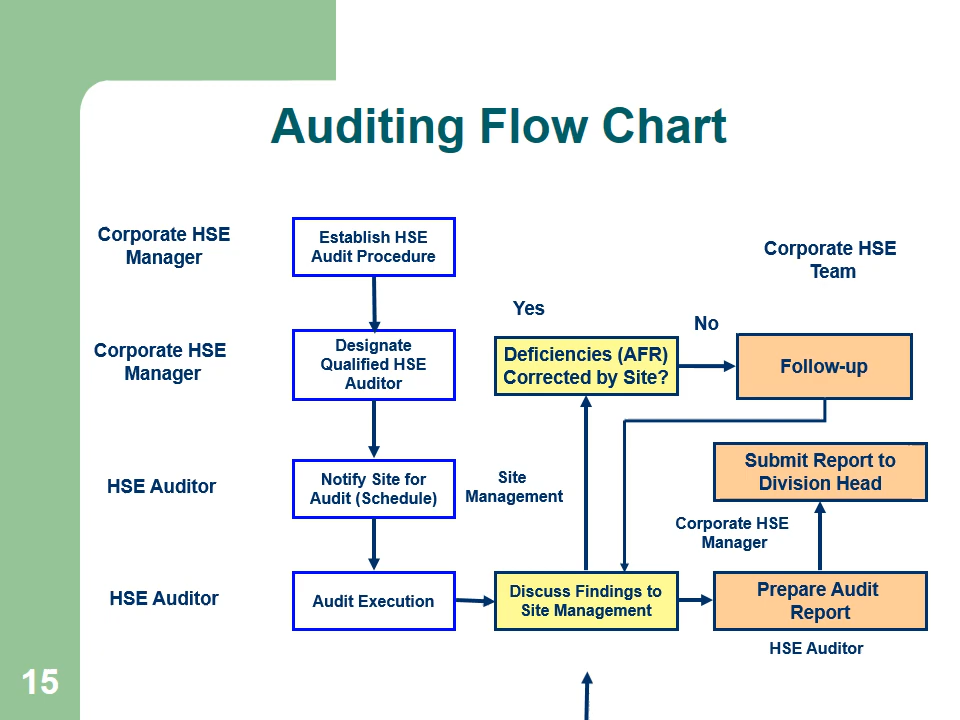 Auditing Flow Chart
Corporate HSE
Manager
Establish HSE
Audit Procedure
Corporate HSE
Team
Yes
No
Corporate HSE
Manager
Designate
Qualified HSE
Auditor
Deficiencies (AFR)
Corrected by Site?
Follow-up
HSE Auditor
Notify Site for
Audit (Schedule)
Site
Management
Submit Report to
Division Head
Corporate HSE
Manager
HSE Auditor
Audit Execution
Discuss Findings to
Site Management
Prepare Audit
Report
HSE Auditor
15